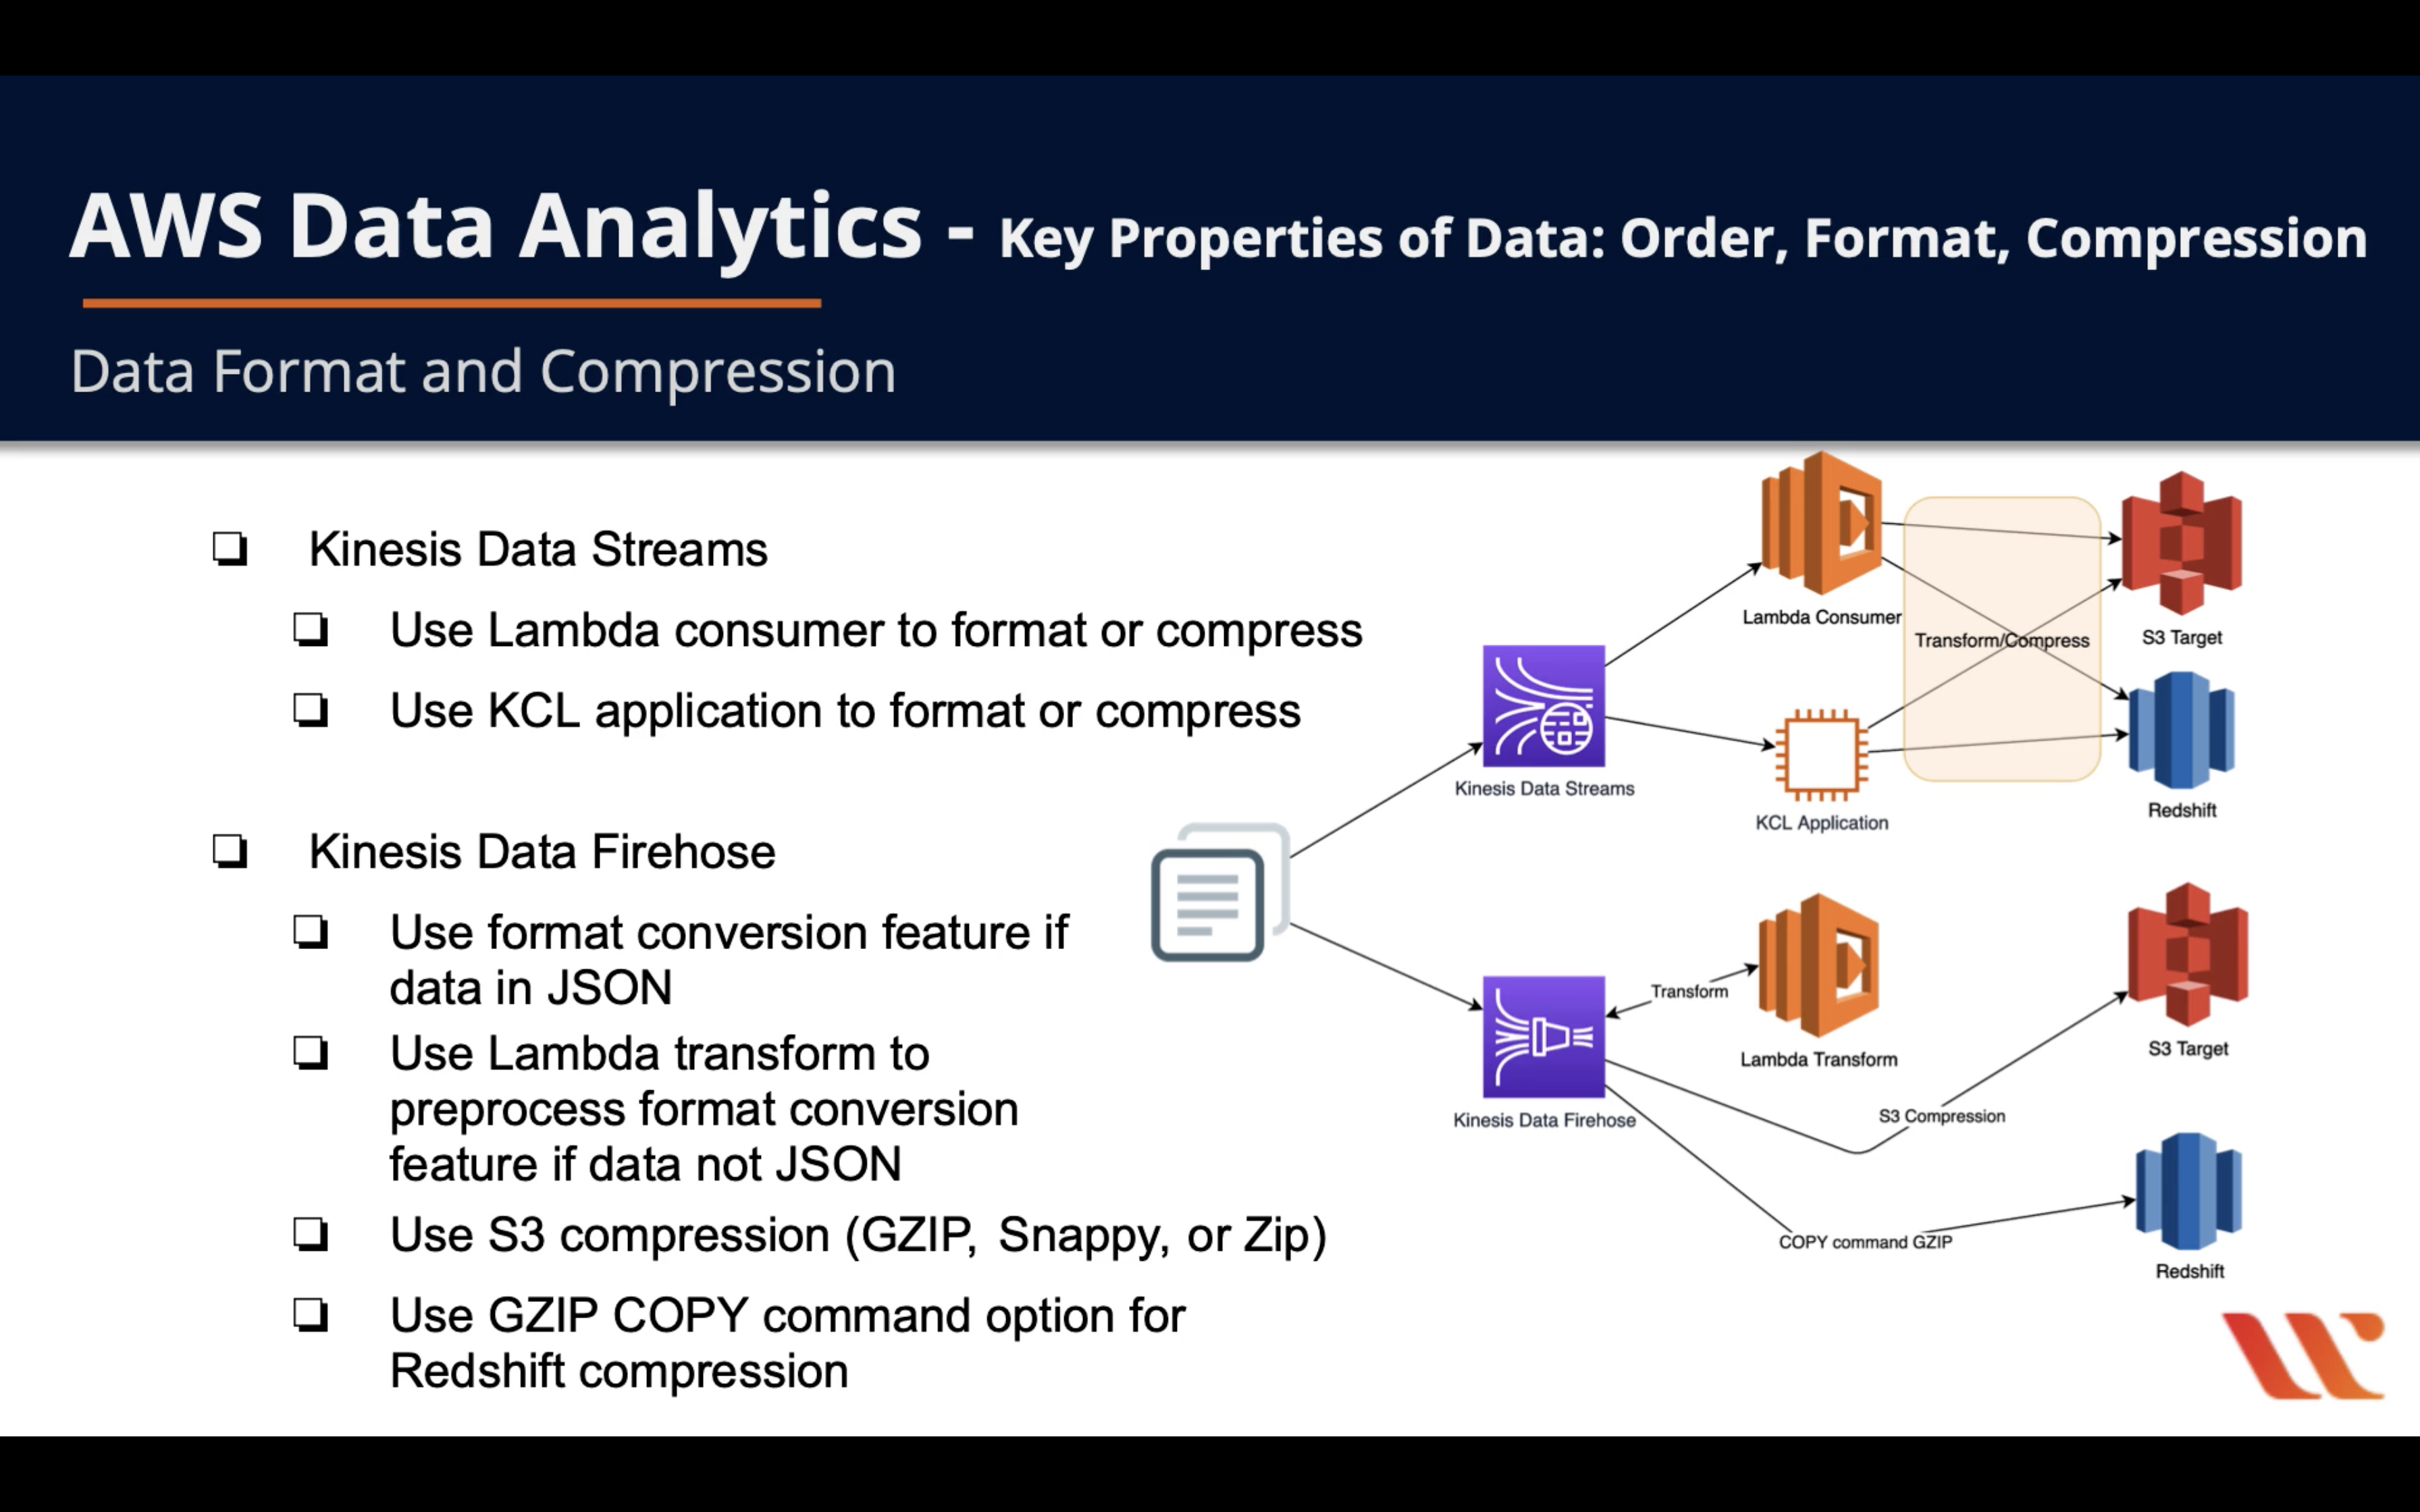 AWS Data Analytics - Key Properties of Data: Order, Format, Compression
Data Format and Compression
Kinesis Data Streams
Use Lambda consumer to format or compress
Use KCL application to format or compress
Kinesis Data Firehose
Use format conversion feature if
data in JSON
Use Lambda transform to
preprocess format conversion
feature if data not JSON
Use S3 compression (GZIP, Snappy, or Zip)
Use GZIP COPY command option for
Redshift compression
Lambda Consumer
Transform/Compress
S3 Target
Kinesis Data Streams
KCL Application
Redshift
Transform
Lambda Transform
S3 Target
Kinesis Data Firehose
S3 Compression
COPY command GZIP
Redshift